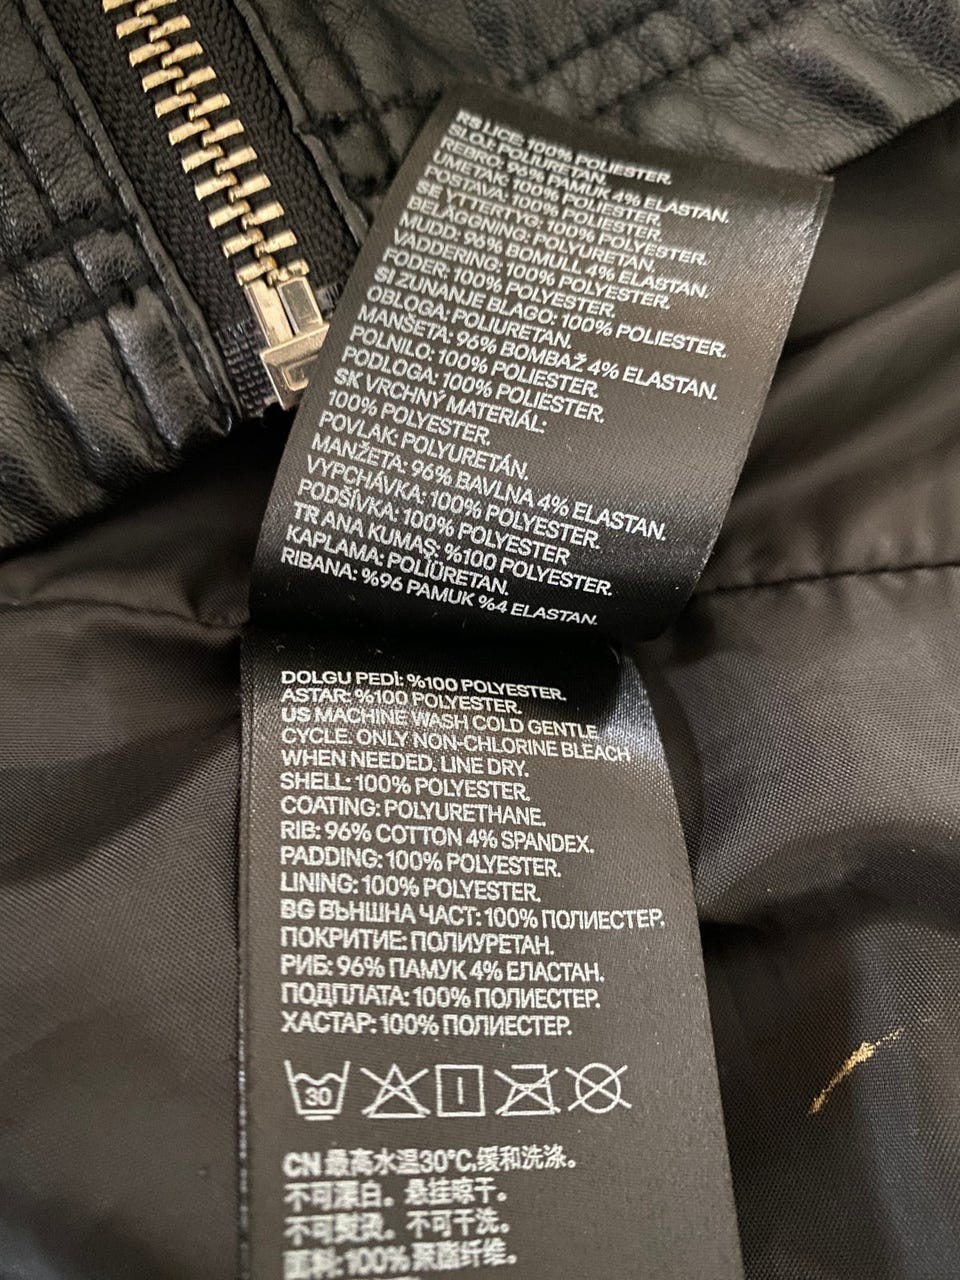 RS LICE: 100% POLIESTER.
SLOJ: POLIURETAN.
REBRO: 96% PAMUK 4% ELASTAN.
UMETAK: 100% POLIESTER.
POSTAVA: 100% POLIESTER.
SE YTTERTYG: 100% POLYESTER.
BELÄGGNING: POLYURETAN.
MUDD: 96% BOMULL 4% ELASTAN.
VADDERING: 100% POLYESTER.
FODER: 100% POLYESTER.
SI ZUNANJE BLAGO: 100% POLIESTER.
OBLOGA: POLIURETAN.
MANŠETA: 96% BOMBAŽ 4% ELASTAN.
POLNILO: 100% POLIESTER.
PODLOGA: 100% POLIESTER.
SK VRCHNÝ MATERIÁL:
100% POLYESTER.
POVLAK: POLYURETÁN.
MANŽETA: 96% BAVLNA 4% ELASTAN.
VYPCHÁVKA: 100% POLYESTER.
PODŠÍVKA: 100% POLYESTER
TR ANA KUMAŞ: %100 POLYESTER.
KAPLAMA: POLİÜRETAN.
RIBANA: %96 PAMUK %4 ELASTAN.
DOLGU PEDİ: %100 POLYESTER.
ASTAR: %100 POLYESTER.
US MACHINE WASH COLD GENTLE
CYCLE. ONLY NON-CHLORINE BLEACH
WHEN NEEDED. LINE DRY.
SHELL: 100% POLYESTER.
COATING: POLYURETHANE.
RIB: 96% COTTON 4% SPANDEX.
PADDING: 100% POLYESTER.
LINING: 100% POLYESTER.
BG ВЪНШНА ЧАСТ: 100% ПОЛИЕСТЕР.
ПОКРИТИЕ: ПОЛИУРЕТАН.
РИБ: 96% ПАМУК 4% ЕЛАСТАН.
ПОДПЛАТА: 100% ПОЛИЕСТЕР.
ХАСТАР: 100% ПОЛИЕСТЕР.
30
CN 最高水温30°C,缓和洗涤。
不可漂白。悬挂晾干。
不可熨烫。不可干洗。
面料: 100% 聚酯纤维。